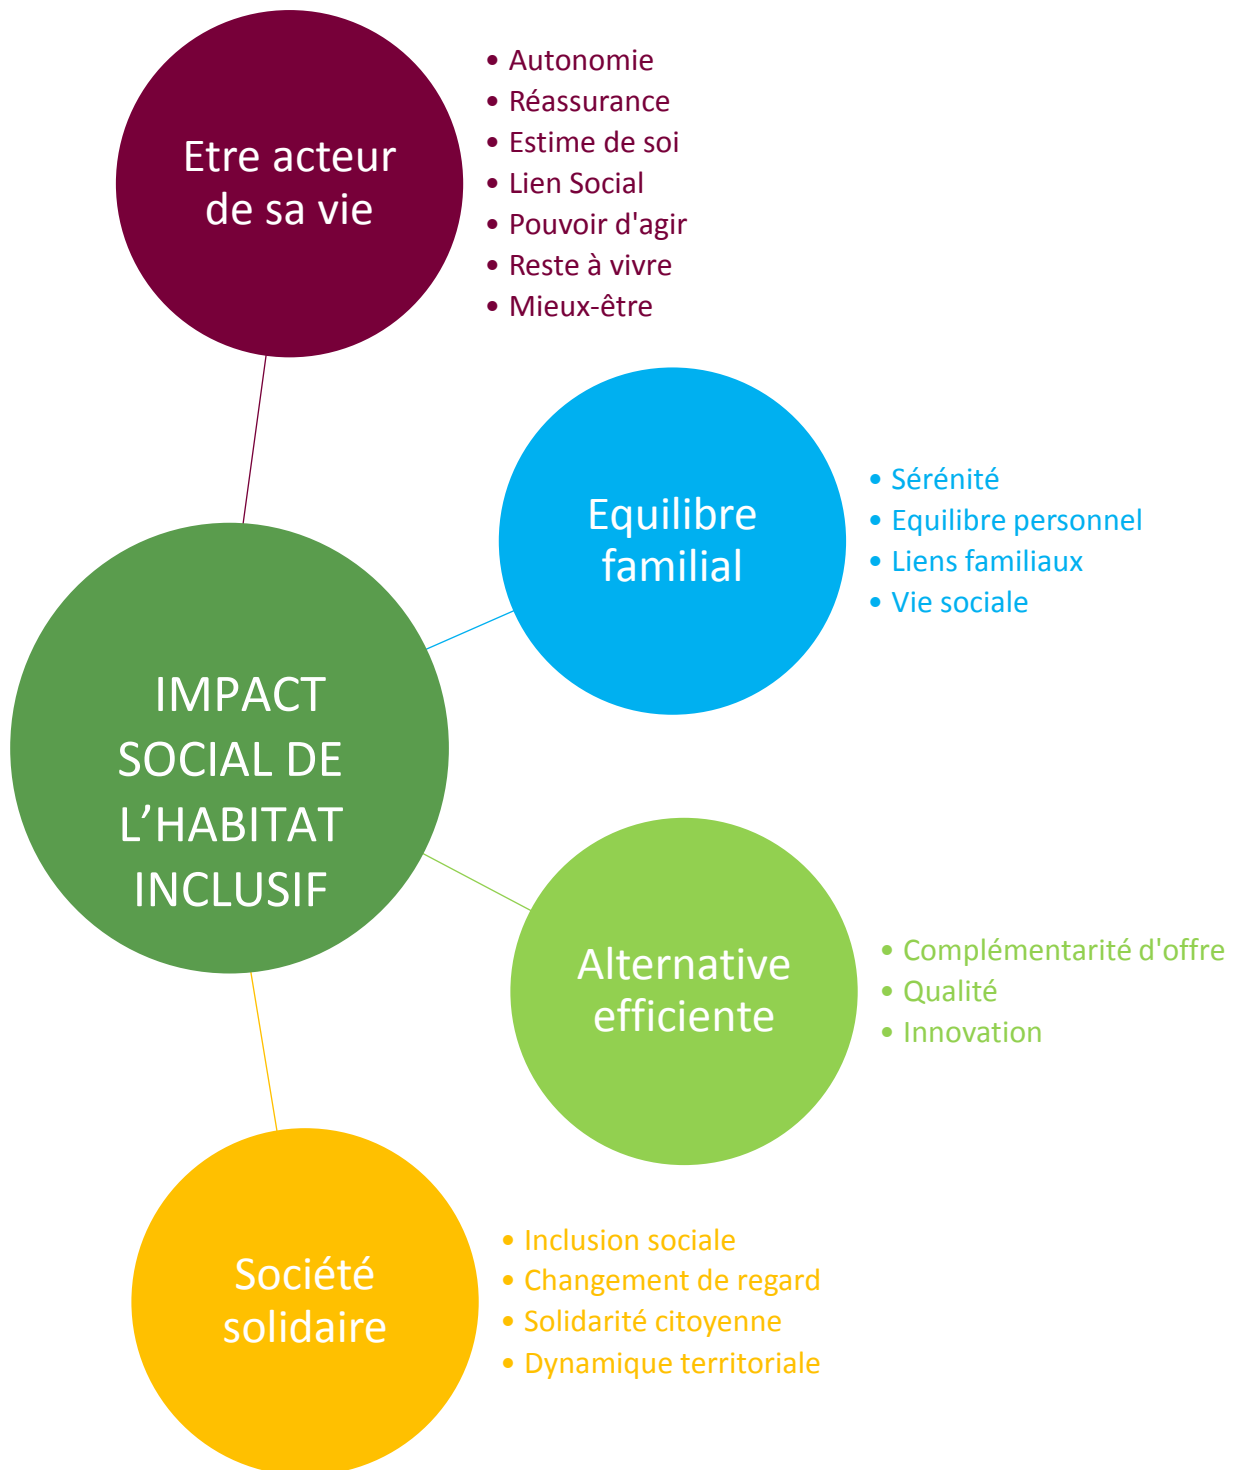 Etre acteur
de sa vie
• Autonomie
• Réassurance
• Estime de soi
• Lien Social
• Pouvoir d'agir
• Reste à vivre
• Mieux-être
Equilibre
familial
• Sérénité
• Equilibre personnel
• Liens familiaux
• Vie sociale
IMPACT
SOCIAL DE
L’HABITAT
INCLUSIF
Alternative
efficiente
• Complémentarité d'offre
• Qualité
• Innovation
Société
solidaire
• Inclusion sociale
• Changement de regard
• Solidarité citoyenne
• Dynamique territoriale